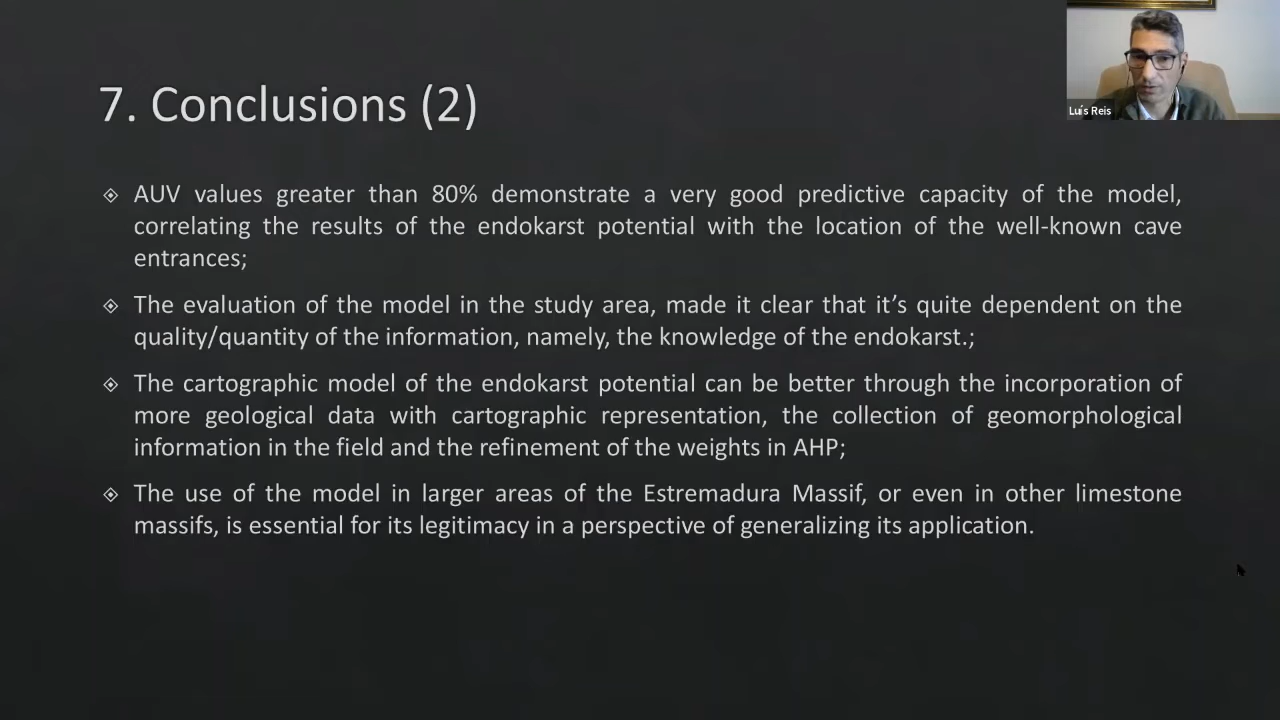 7. Conclusions (2)
Luís Reis
AUV values greater than 80% demonstrate a very good predictive capacity of the model,
correlating the results of the endokarst potential with the location of the well-known cave
entrances;
The evaluation of the model in the study area, made it clear that it’s quite dependent on the
quality/quantity of the information, namely, the knowledge of the endokarst.;
The cartographic model of the endokarst potential can be better through the incorporation of
more geological data with cartographic representation, the collection of geomorphological
information in the field and the refinement of the weights in AHP;
The use of the model in larger areas of the Estremadura Massif, or even in other limestone
massifs, is essential for its legitimacy in a perspective of generalizing its application.